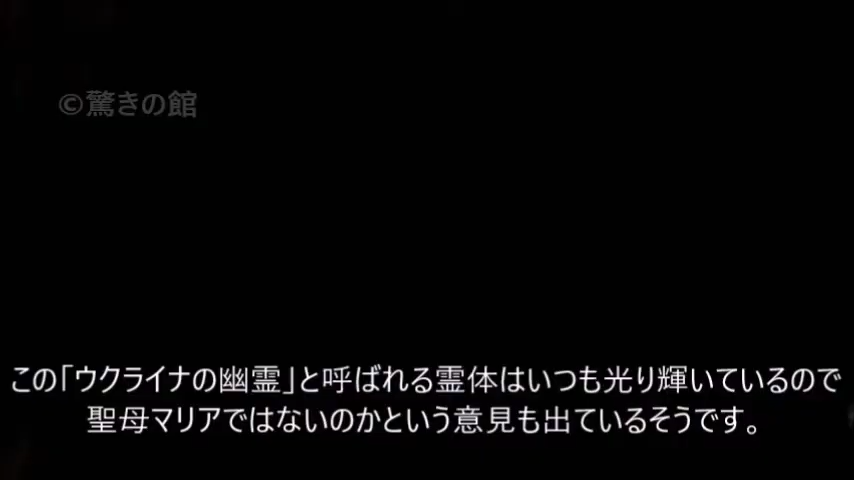 ©驚きの館
この「ウクライナの幽霊」と呼ばれる霊体はいつも光り輝いているので
聖母マリアではないのかという意見も出ているそうです。